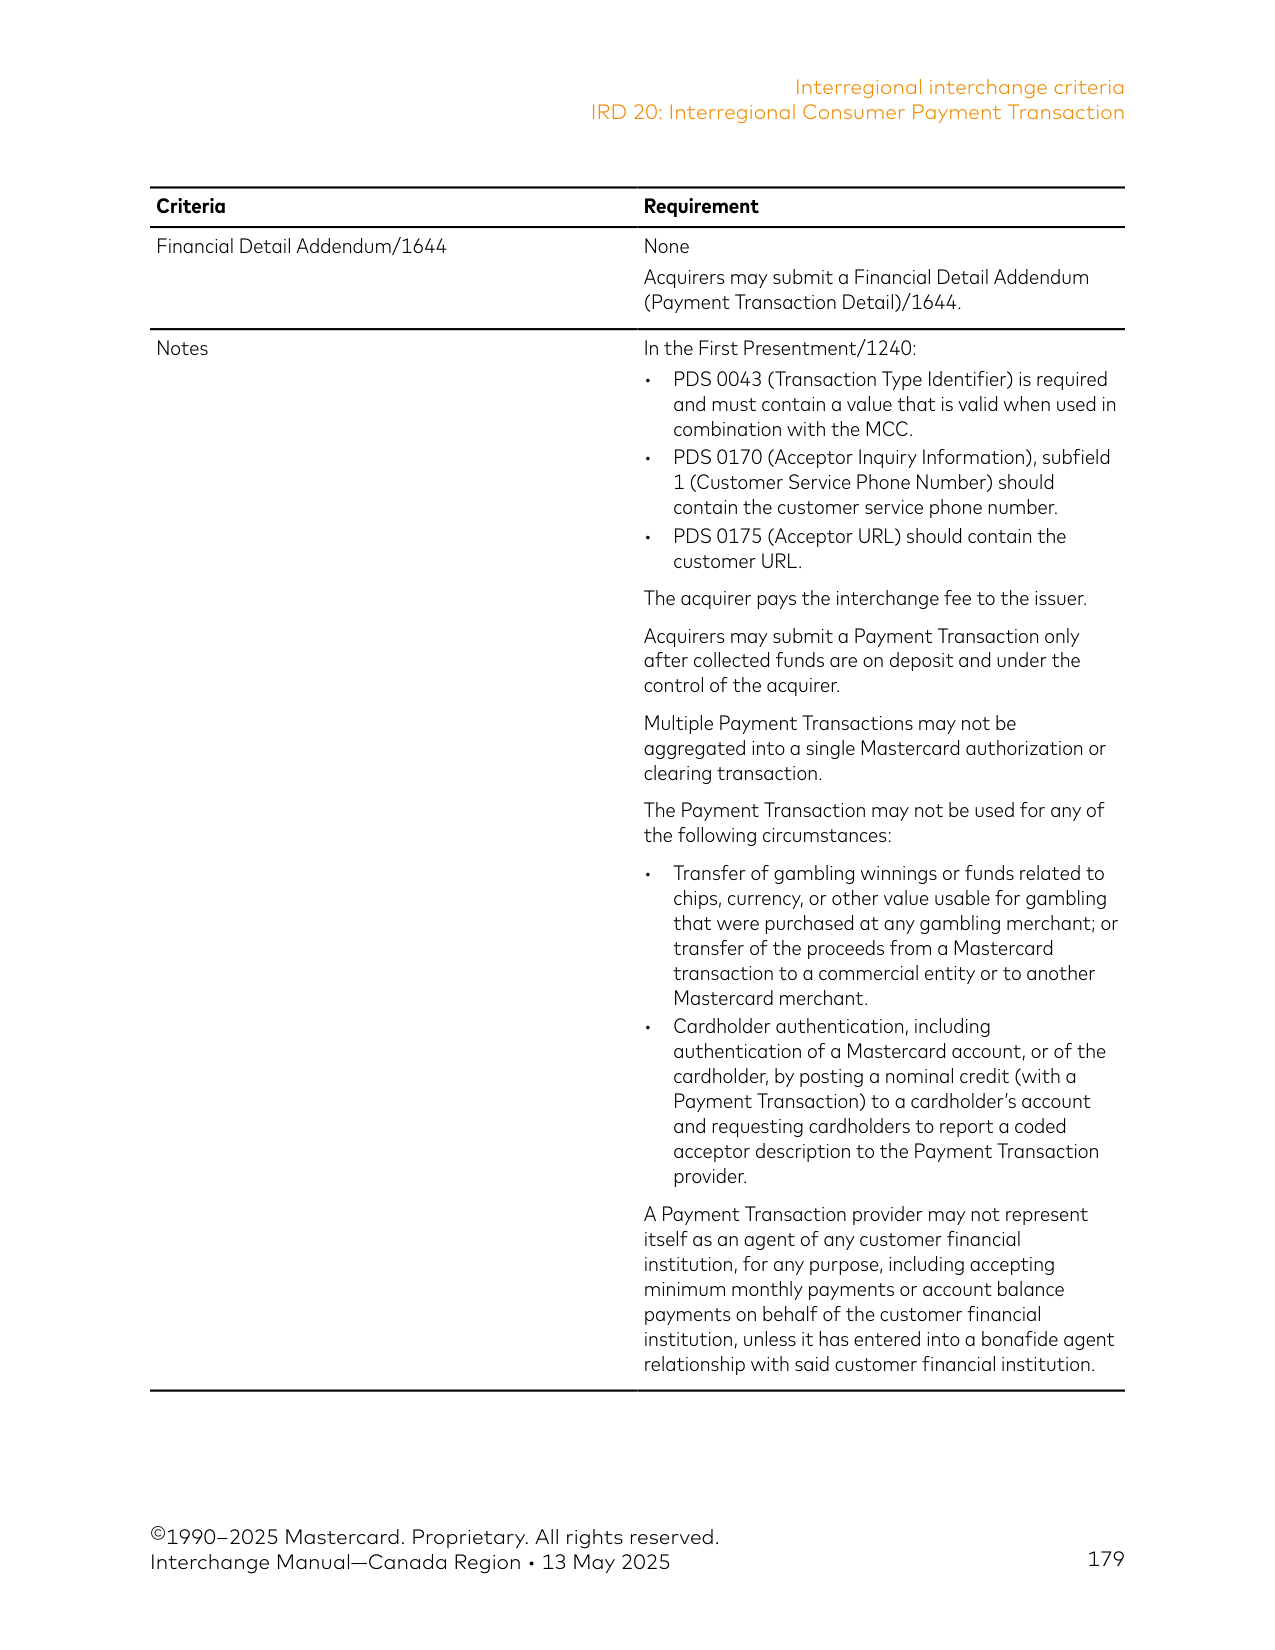 Interregional interchange criteria
IRD 20: Interregional Consumer Payment Transaction
Criteria
Requirement
Financial Detail Addendum/1644
None
Acquirers may submit a Financial Detail Addendum
(Payment Transaction Detail)/1644.
Notes
In the First Presentment/1240:
• PDS 0043 (Transaction Type Identifier) is required
and must contain a value that is valid when used in
combination with the MCC.
• PDS 0170 (Acceptor Inquiry Information), subfield
1 (Customer Service Phone Number) should
contain the customer service phone number.
• PDS 0175 (Acceptor URL) should contain the
customer URL.
The acquirer pays the interchange fee to the issuer.
Acquirers may submit a Payment Transaction only
after collected funds are on deposit and under the
control of the acquirer.
Multiple Payment Transactions may not be
aggregated into a single Mastercard authorization or
clearing transaction.
The Payment Transaction may not be used for any of
the following circumstances:
• Transfer of gambling winnings or funds related to
chips, currency, or other value usable for gambling
that were purchased at any gambling merchant; or
transfer of the proceeds from a Mastercard
transaction to a commercial entity or to another
Mastercard merchant.
• Cardholder authentication, including
authentication of a Mastercard account, or of the
cardholder, by posting a nominal credit (with a
Payment Transaction) to a cardholder's account
and requesting cardholders to report a coded
acceptor description to the Payment Transaction
provider.
A Payment Transaction provider may not represent
itself as an agent of any customer financial
institution, for any purpose, including accepting
minimum monthly payments or account balance
payments on behalf of the customer financial
institution, unless it has entered into a bonafide agent
relationship with said customer financial institution.
©1990–2025 Mastercard. Proprietary. All rights reserved.
Interchange Manual—Canada Region • 13 May 2025
179